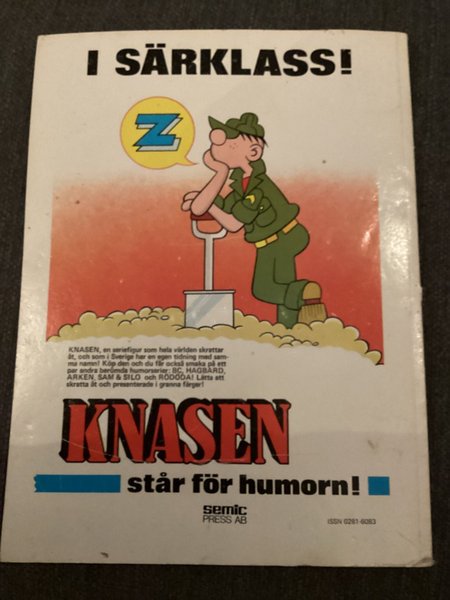 I SÄRKLASS!
Z
KNASEN, en seriefigur som hela världen skrattar
åt, och som i Sverige har en egen tidning med sam-
ma namn! Köp den och du får också smaka på ett
par andra berömda humorserier: BC, HAGBARD,
ARKEN, SAM & SILO och RÖDÖDA! Lätta att
skratta åt och presenterade i granna färger!
KNASEN
står för humorn!
semic
PRESS AB
ISSN 0281-6083